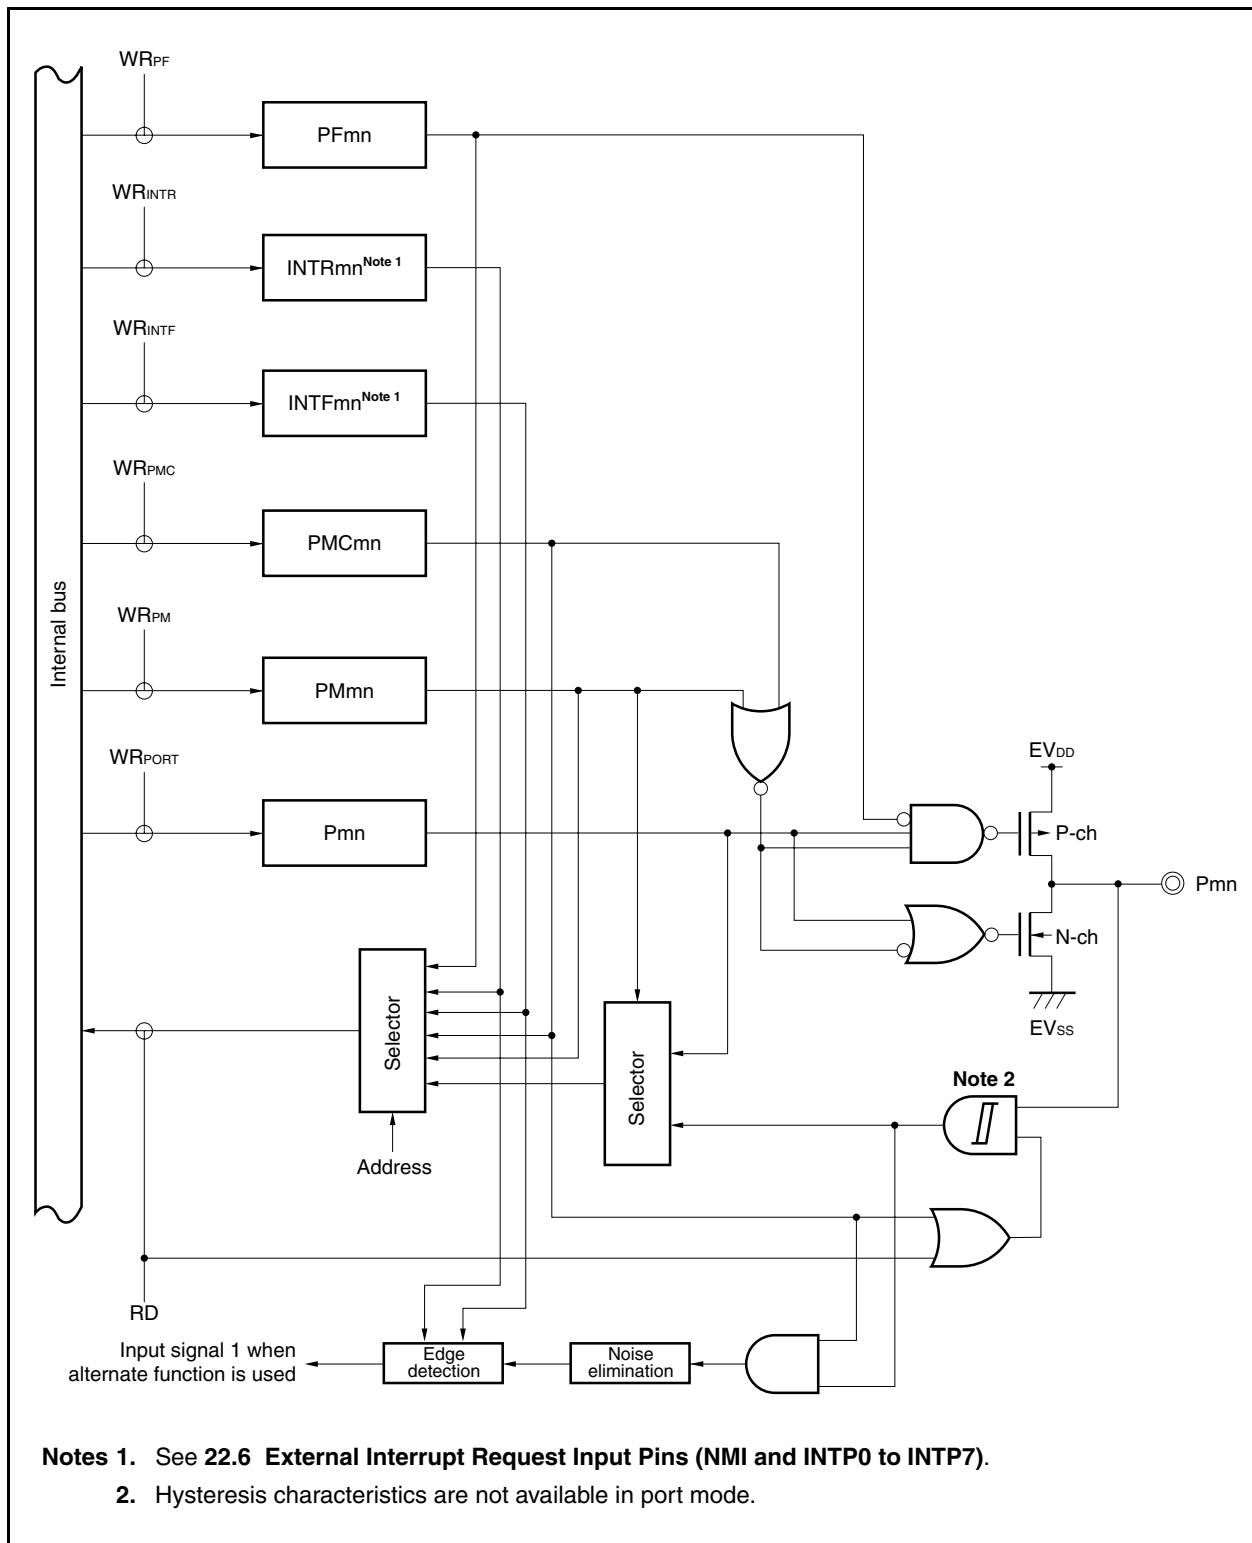 WRPF
PFmn
WRINTR
INTRmnNote 1
WRINTF
INTFmnNote 1
WRPMC
PMCmn
Internal bus
WRPM
PMmn
WRPORT
Pmn
EVDD
P-ch
Pmn
N-ch
EVSS
Selector
Selector
Note 2
Address
RD
Input signal 1 when
alternate function is used
Edge
detection
Noise
elimination
Notes 1. See 22.6 External Interrupt Request Input Pins (NMI and INTP0 to INTP7).
2. Hysteresis characteristics are not available in port mode.